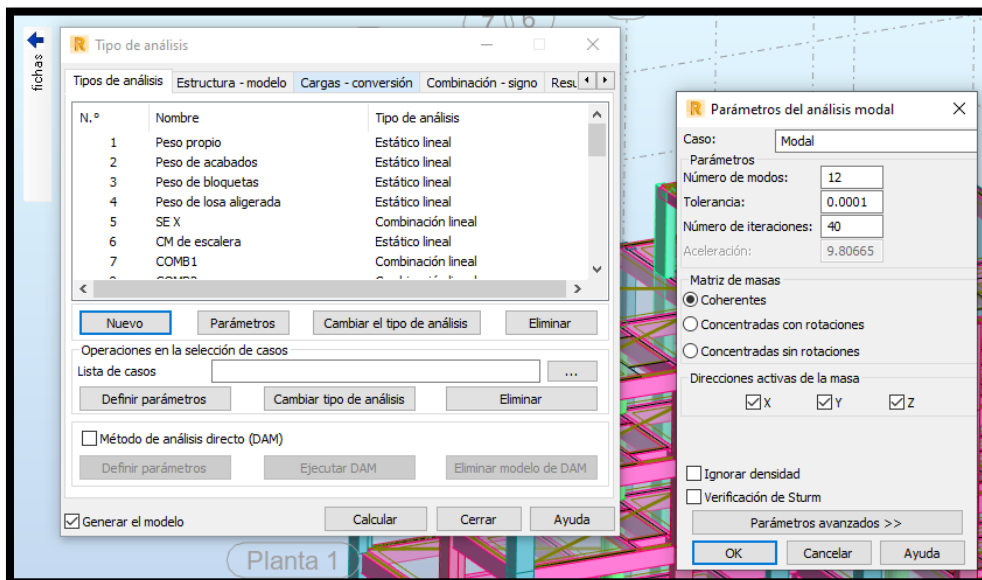 7 6
fichas
R Tipo de análisis
Tipos de análisis Estructura - modelo Cargas - conversión Combinación - signo Resu
N.º Nombre Tipo de análisis
1 Peso propio Estático lineal
2 Peso de acabados Estático lineal
3 Peso de bloquetas Estático lineal
4 Peso de losa aligerada Estático lineal
5 SE X Combinación lineal
6 CM de escalera Estático lineal
7 COMB1 Combinación lineal
Nuevo Parámetros Cambiar el tipo de análisis Eliminar
Operaciones en la selección de casos
Lista de casos ...
Definir parámetros Cambiar tipo de análisis Eliminar
Método de análisis directo (DAM)
Definir parámetros Ejecutar DAM Eliminar modelo de DAM
Generar el modelo Calcular Cerrar Ayuda
Planta 1
R Parámetros del análisis modal
Caso: Modal
Parámetros
Número de modos: 12
Tolerancia: 0.0001
Número de iteraciones: 40
Aceleración: 9.80665
Matriz de masas
Coherentes
Concentradas con rotaciones
Concentradas sin rotaciones
Direcciones activas de la masa
X Y Z
Ignorar densidad
Verificación de Sturm
Parámetros avanzados >>
OK Cancelar Ayuda